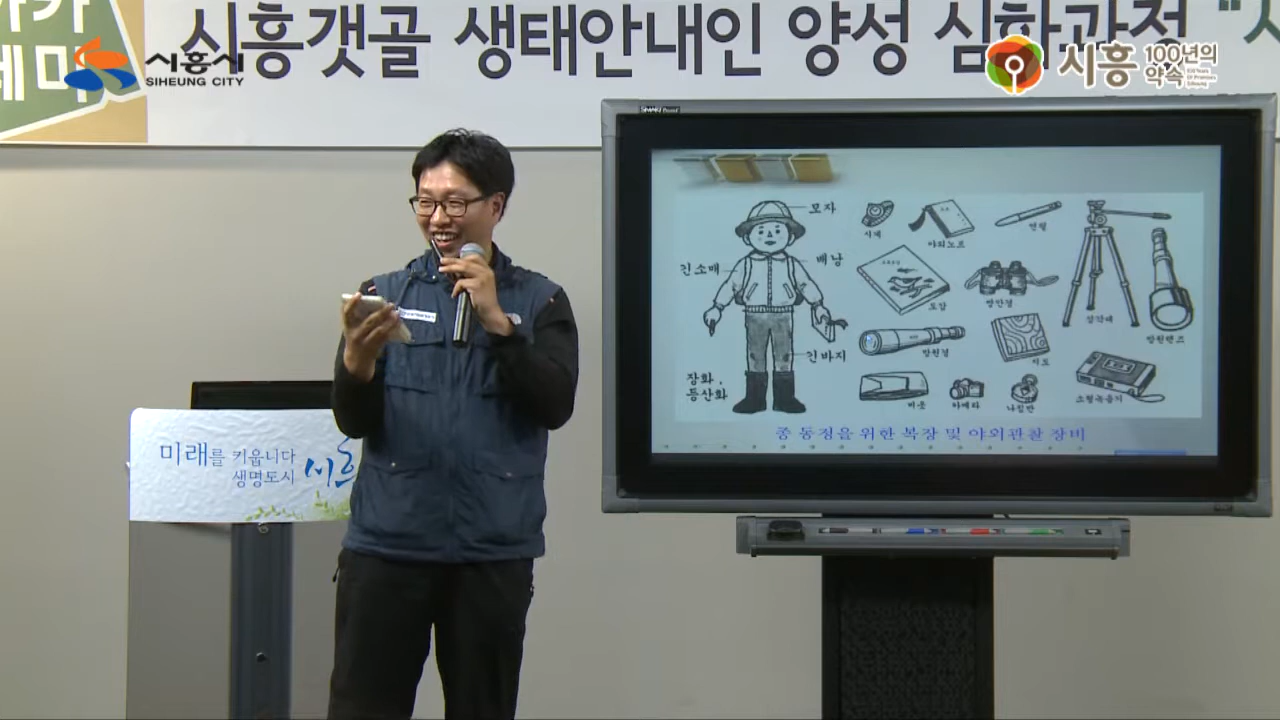 시흥갯골 생태안내인 양성 심화과정 "
시흥시
SIHEUNG CITY
시흥
100년의
약속
모자
긴소매
배낭
긴바지
장화,
등산화
시계
야외노트
연필
도감
쌍안경
삼각대
망원렌즈
망원경
지도
비옷
카메라
나침반
소형녹음기
종 동정을 위한 복장 및 야외관찰 장비
미래를 키웁니다
생명도시